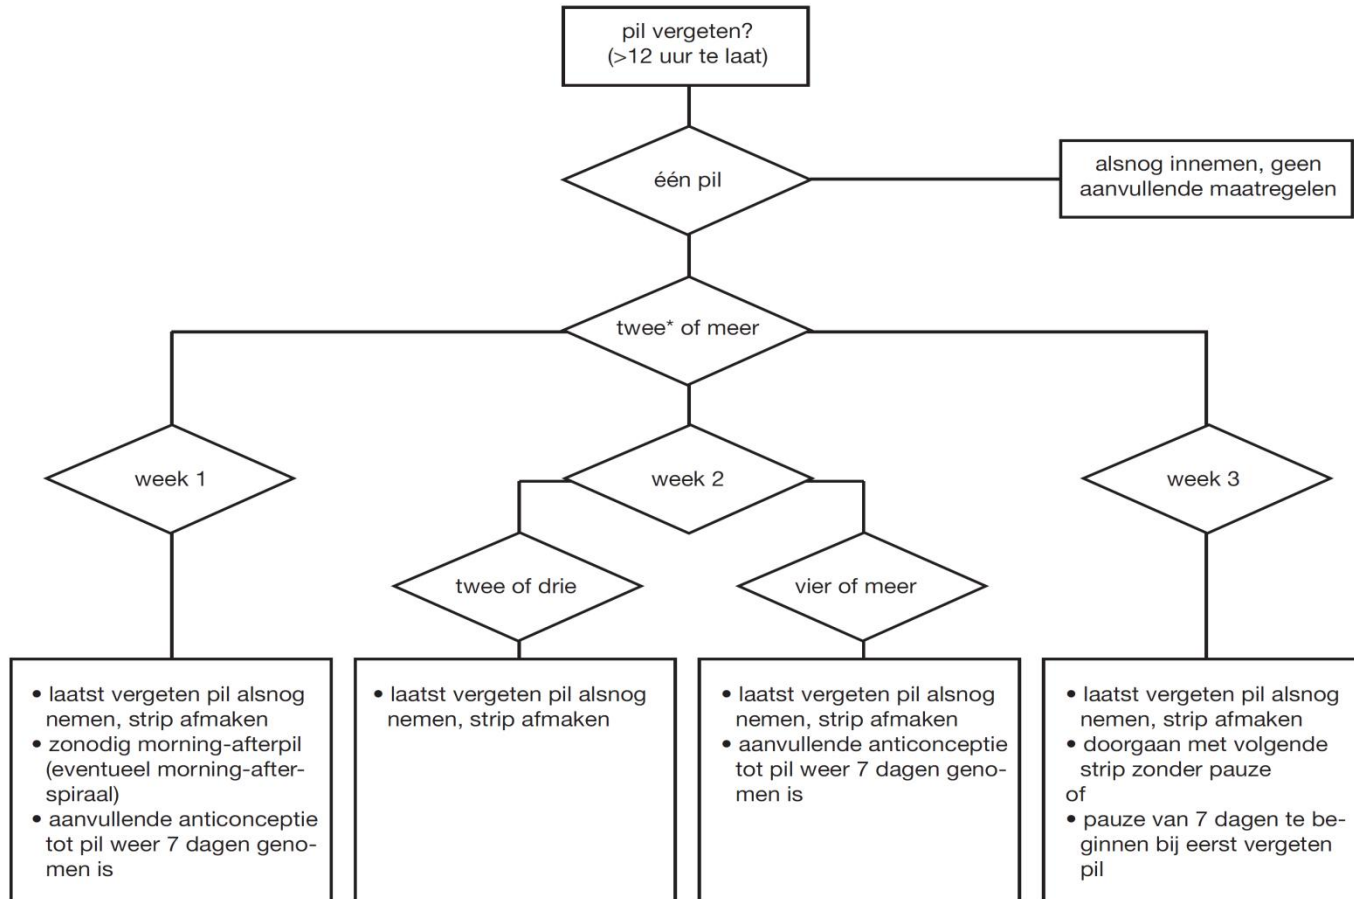 pil vergeten?
(>12 uur te laat)
één pil
alsnog innemen, geen
aanvullende maatregelen
twee* of meer
week 1
week 2
week 3
twee of drie
vier of meer
• laatst vergeten pil alsnog
nemen, strip afmaken
• zonodig morning-afterpil
(eventueel morning-after-
spiraal)
• aanvullende anticonceptie
tot pil weer 7 dagen geno-
men is
• laatst vergeten pil alsnog
nemen, strip afmaken
• laatst vergeten pil alsnog
nemen, strip afmaken
• aanvullende anticonceptie
tot pil weer 7 dagen geno-
men is
• laatst vergeten pil alsnog
nemen, strip afmaken
• doorgaan met volgende
strip zonder pauze
of
• pauze van 7 dagen te be-
ginnen bij eerst vergeten
pil